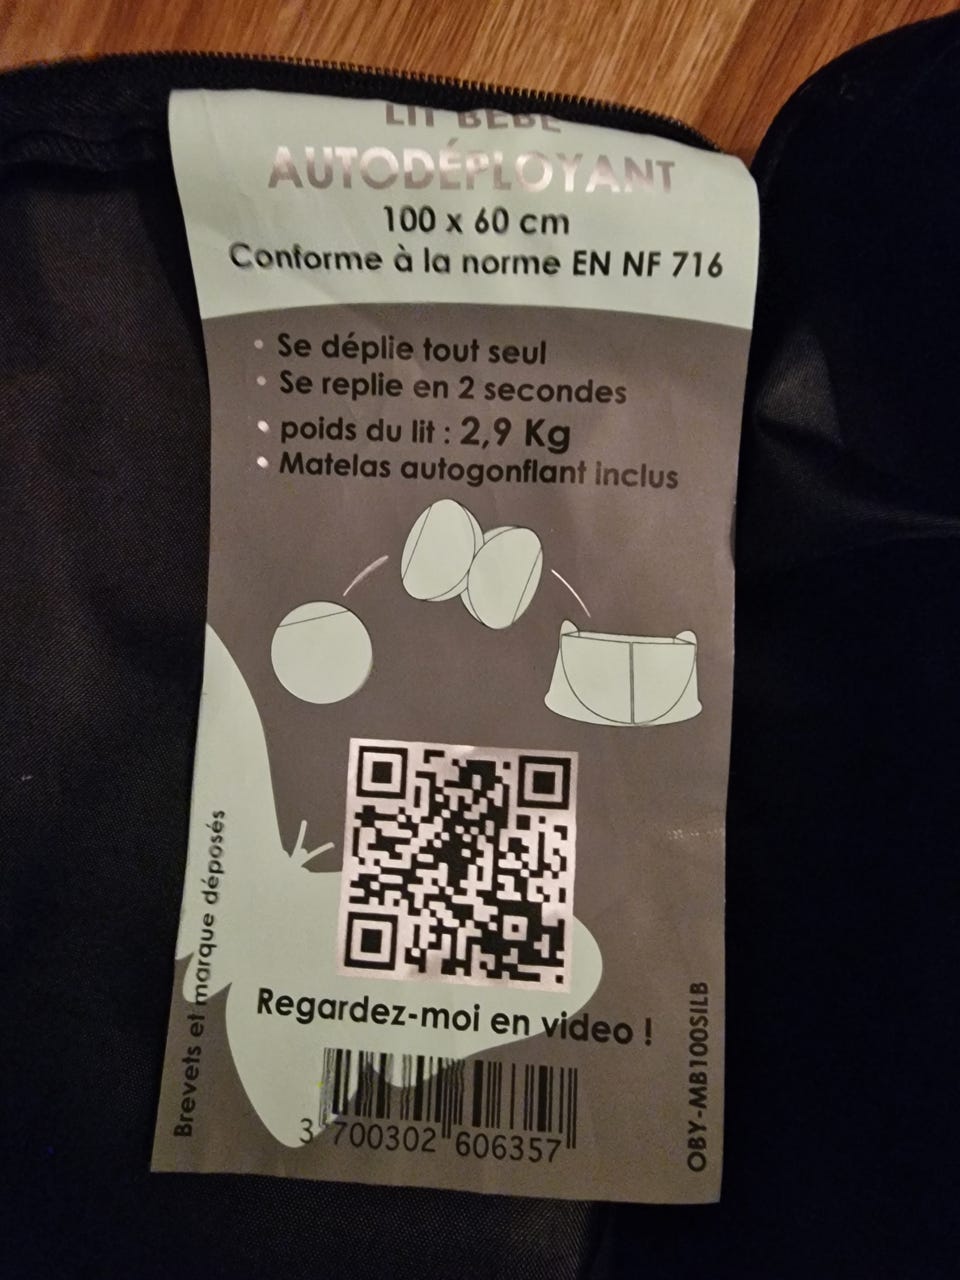 LIT BÉBÉ
AUTODÉPLOYANT
100 x 60 cm
Conforme à la norme EN NF 716
• Se déplie tout seul
• Se replie en 2 secondes
• poids du lit : 2,9 Kg
• Matelas autogonflant inclus
Regardez-moi en video !
3 700302 606357
Brevets et marque déposés
OBY-MB100SILB